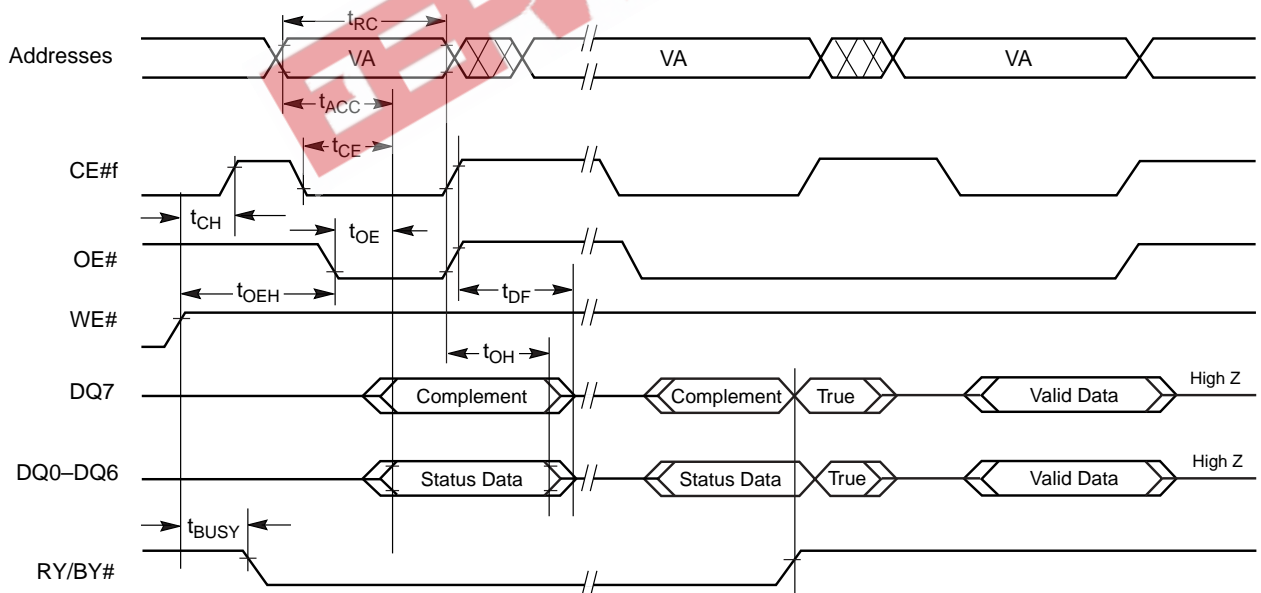 tRC
Addresses VA VA VA
tACC
tCE
CE#f
tCH
tOE
OE#
tOEH tDF
WE#
tOH
DQ7 Complement Complement True Valid Data High Z
DQ0–DQ6 Status Data Status Data True Valid Data High Z
tBUSY
RY/BY#